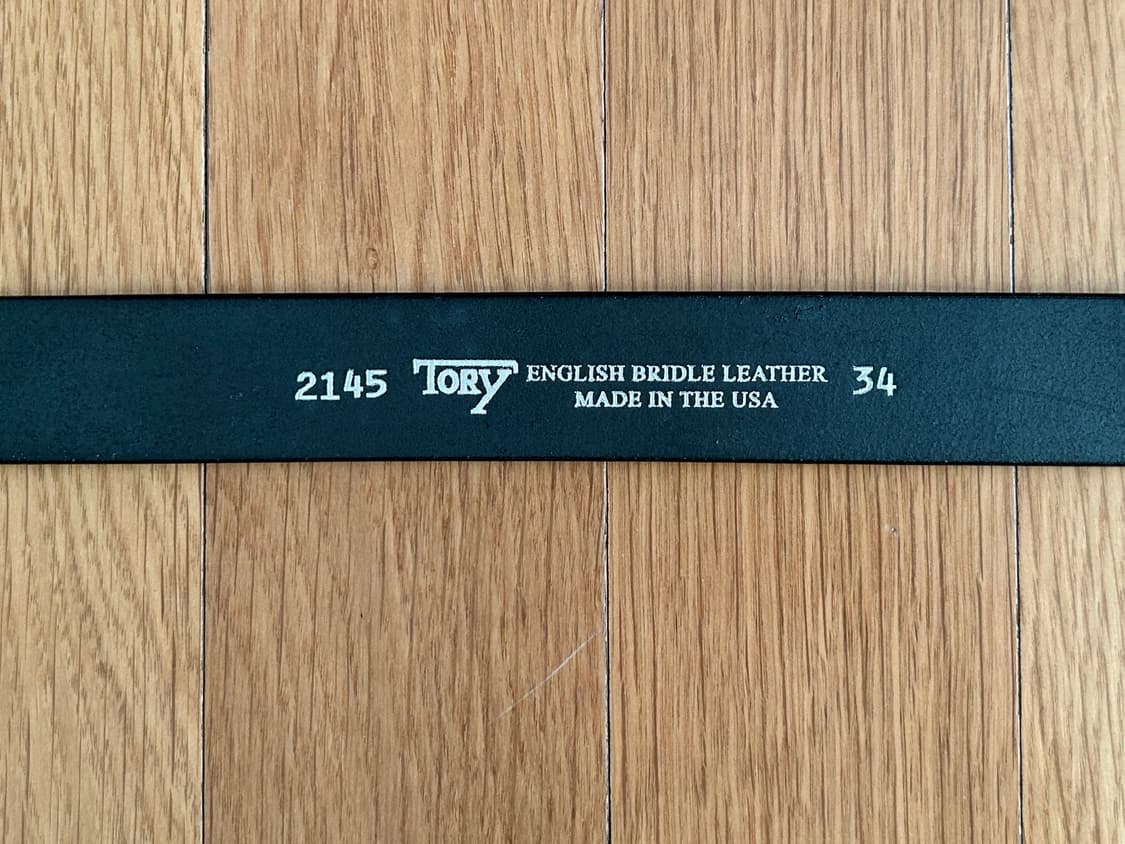 2145 TORY ENGLISH BRIDLE LEATHER 34
MADE IN THE USA